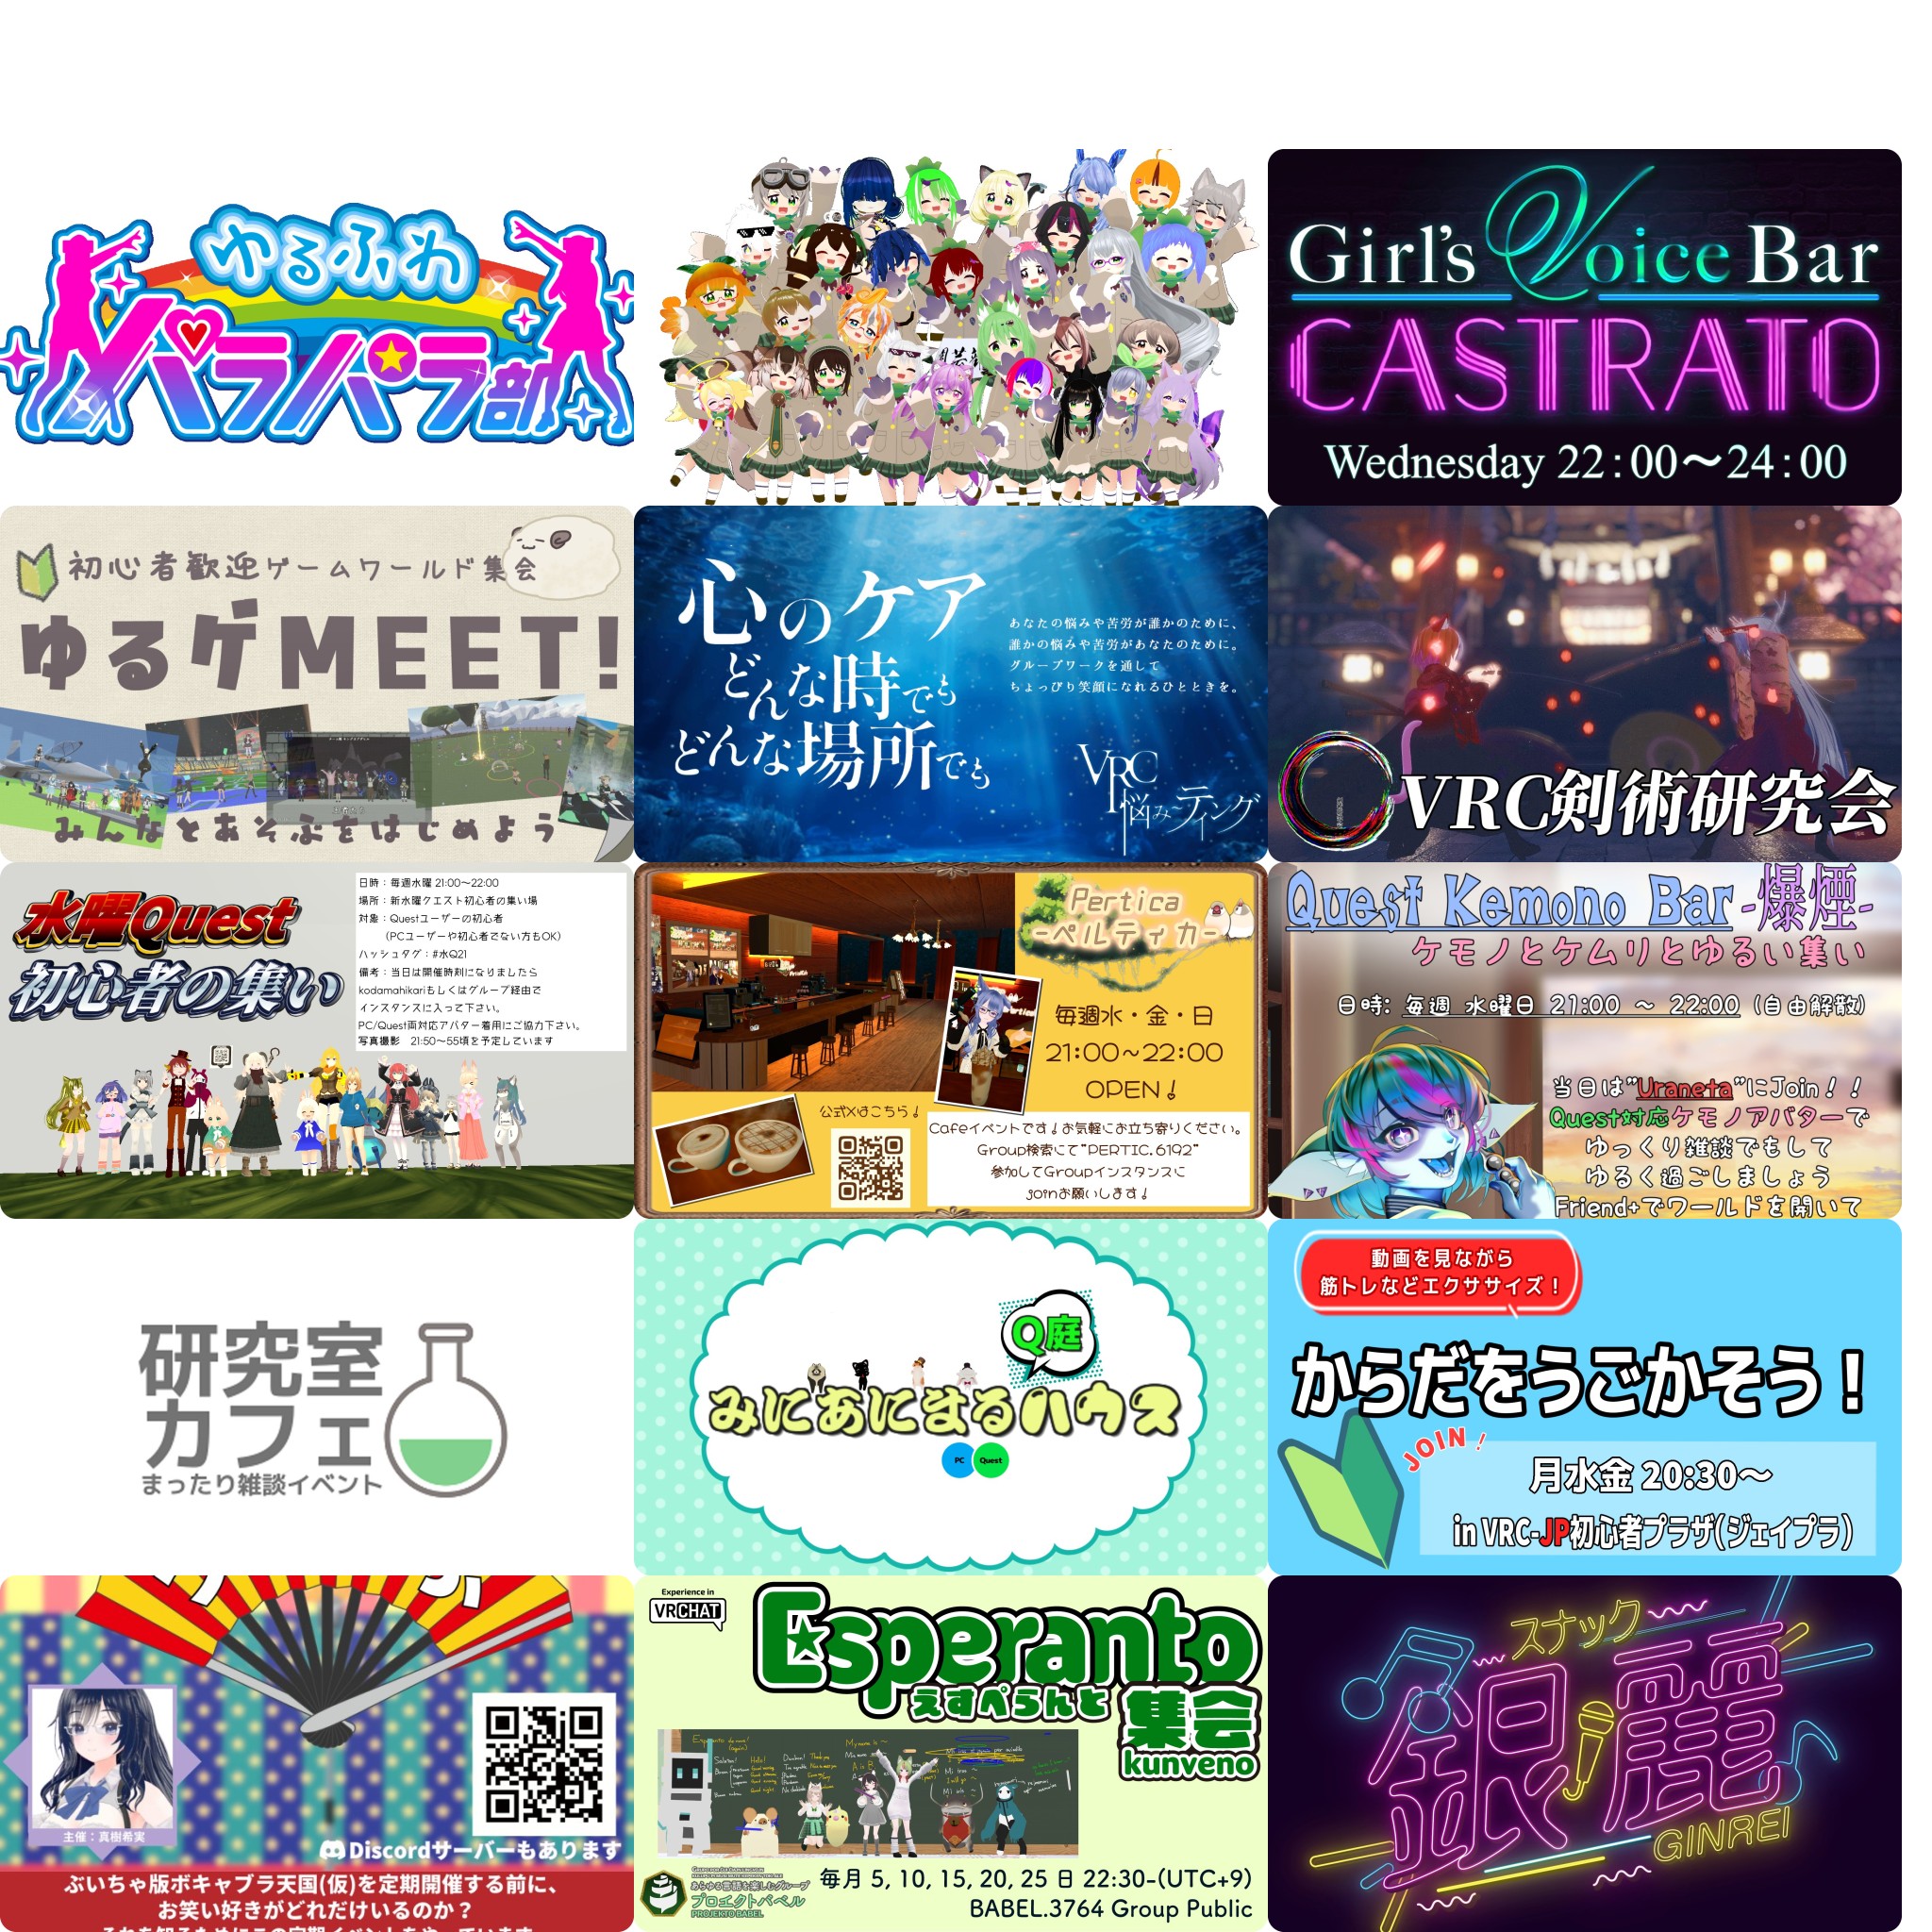 ゆるふわ
パラパラ部
Girl's Voice Bar
CASTRATO
Wednesday 22:00〜24:00
初心者歓迎ゲームワールド集会
ゆるゲMEET!
みんなとあそぶをはじめよう
心のケア
どんな時でも
どんな場所でも
あなたの悩みや苦労が誰かのために、
誰かの悩みや苦労があなたのために。
グループワークを通して
ちょっぴり笑顔になれるひとときを。
VRC
悩みーティング
VRC剣術研究会
水曜Quest
初心者の集い
日時：毎週水曜 21:00〜22:00
場所：新水曜クエスト初心者の集い場
対象：Questユーザーの初心者
（PCユーザーや初心者でない方もOK）
ハッシュタグ：#水Q21
備考：当日は開催時刻になりましたら
kodamahikariもしくはグループ経由で
インスタンスに入って下さい。
PC/Quest両対応アバター着用にご協力下さい。
写真撮影　21:50〜55頃を予定しています
Pertica
-ペルティカ-
毎週水・金・日
21:00~22:00
OPEN!
公式Xはこちら!
Cafeイベントです!お気軽にお立ち寄りください。
Group検索にて"PERTIC.6192"
参加してGroupインスタンスに
joinお願いします!
Quest Kemono Bar-爆煙-
ケモノとケムリとゆるい集い
日時: 毎週 水曜日 21:00 ~ 22:00 (自由解散)
当日は"Uraneta"にJoin!!
Quest対応ケモノアバターで
ゆっくり雑談でもして
ゆるく過ごしましょう
Friend+でワールドを開いて
研究室
カフェ
まったり雑談イベント
Q庭
みにあにまるハウス
PC Quest
動画を見ながら
筋トレなどエクササイズ！
からだをうごかそう！
JOIN!
月水金 20:30〜
in VRC-JP初心者プラザ(ジェイプラ)
主催：真樹希実
Discordサーバーもあります
ぶいちゃ版ボキャブラ天国(仮)を定期開催する前に、
お笑い好きがどれだけいるのか？
Experience in
VRCHAT
Esperanto
えすぺらんと 集会
kunveno
あらゆる言語を楽しむグループ
プロイェクトバベル
PROJEKTO BABEL
毎月 5, 10, 15, 20, 25 日 22:30-(UTC+9)
BABEL.3764 Group Public
スナック
銀麗
GINREI